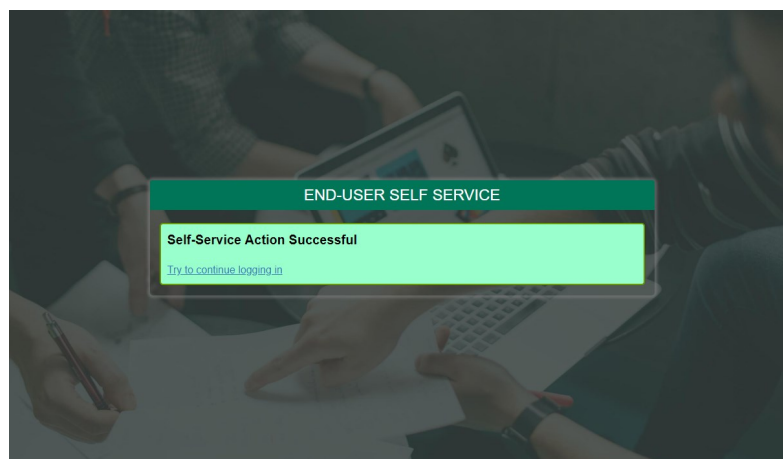 END-USER SELF SERVICE
Self-Service Action Successful
Try to continue logging in